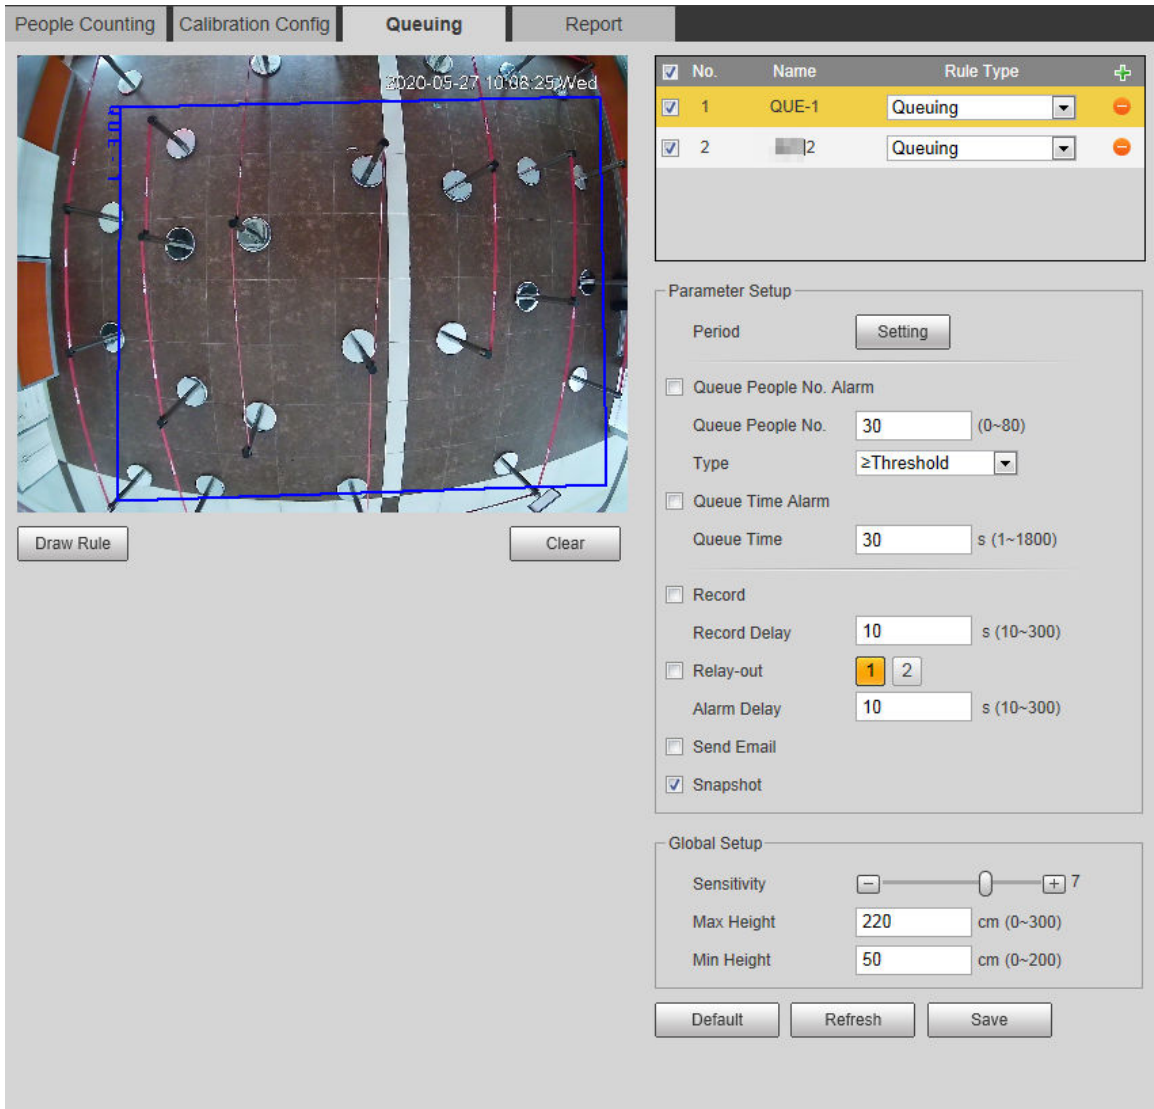 People Counting Calibration Config Queuing Report
2020-05-27 10:08:25 Wed
QUE-1
Draw Rule Clear
No. Name Rule Type
1 QUE-1 Queuing
2 2 Queuing
Parameter Setup
Period Setting
Queue People No. Alarm
Queue People No. 30 (0~80)
Type ≥Threshold
Queue Time Alarm
Queue Time 30 s (1~1800)
Record
Record Delay 10 s (10~300)
Relay-out 1 2
Alarm Delay 10 s (10~300)
Send Email
Snapshot
Global Setup
Sensitivity 7
Max Height 220 cm (0~300)
Min Height 50 cm (0~200)
Default Refresh Save